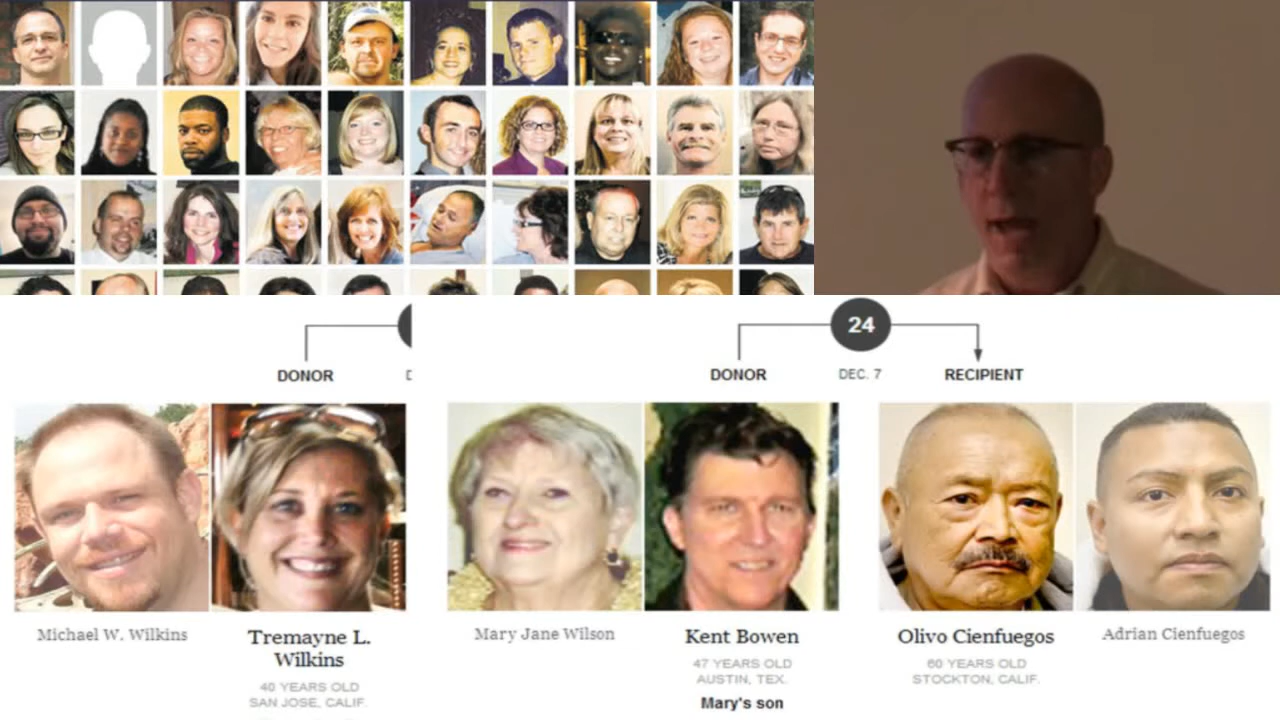 24
DONOR
DONOR
DEC. 7
RECIPIENT
Michael W. Wilkins
Tremayne L.
Wilkins
40 YEARS OLD
SAN JOSE, CALIF.
Mary Jane Wilson
Kent Bowen
47 YEARS OLD
AUSTIN, TEX.
Mary's son
Olivo Cienfuegos
60 YEARS OLD
STOCKTON, CALIF.
Adrian Cienfuegos